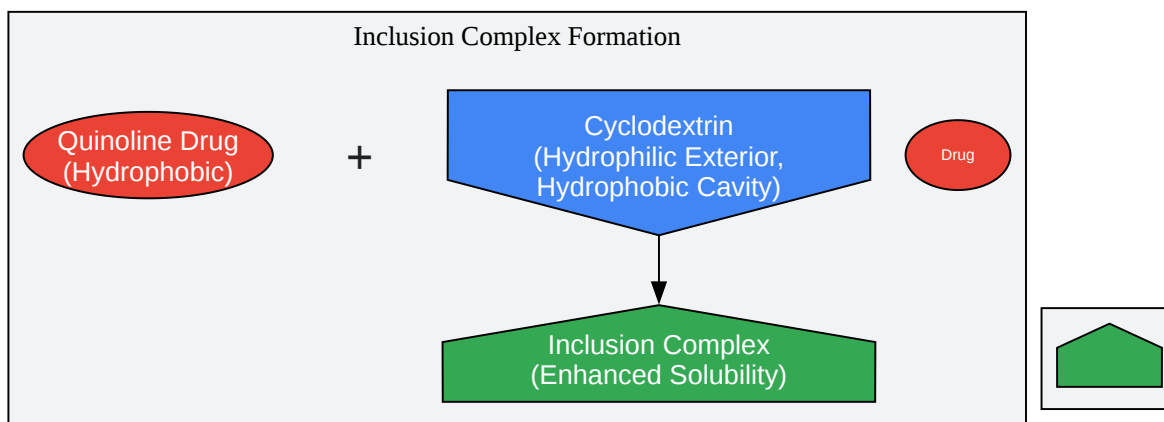 Inclusion Complex Formation
Quinoline Drug
(Hydrophobic)
+
Cyclodextrin
(Hydrophilic Exterior,
Hydrophobic Cavity)
Drug
Inclusion Complex
(Enhanced Solubility)